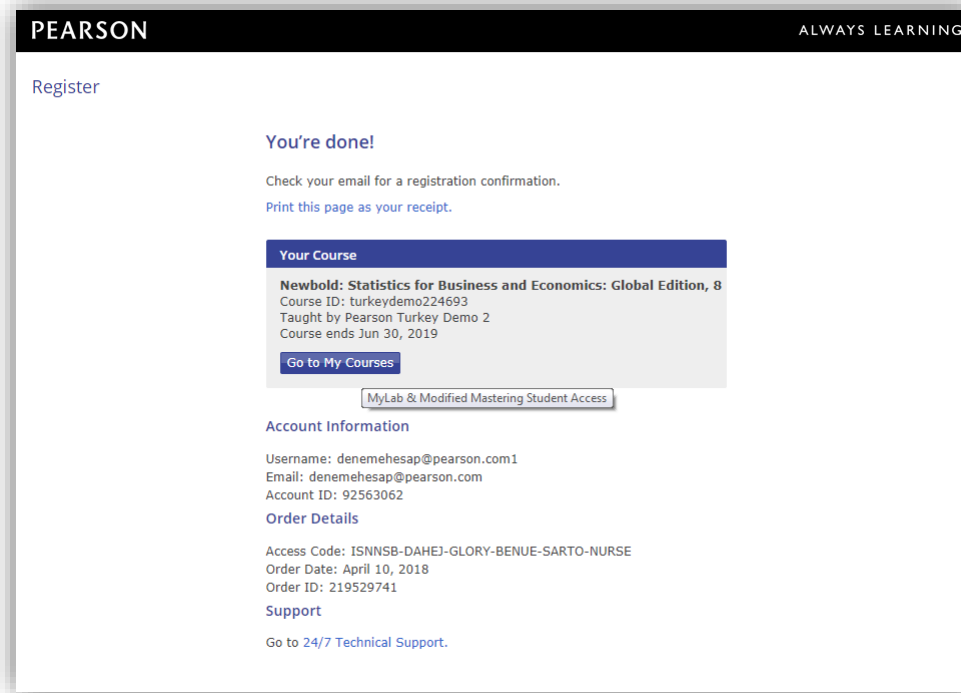 PEARSON
ALWAYS LEARNING
Register
You're done!
Check your email for a registration confirmation.
Print this page as your receipt.
Your Course
Newbold: Statistics for Business and Economics: Global Edition, 8
Course ID: turkeydemo224693
Taught by Pearson Turkey Demo 2
Course ends Jun 30, 2019
Go to My Courses
MyLab & Modified Mastering Student Access
Account Information
Username: denemehesap@pearson.com1
Email: denemehesap@pearson.com
Account ID: 92563062
Order Details
Access Code: ISNNSB-DAHEJ-GLORY-BENUE-SARTO-NURSE
Order Date: April 10, 2018
Order ID: 219529741
Support
Go to 24/7 Technical Support.